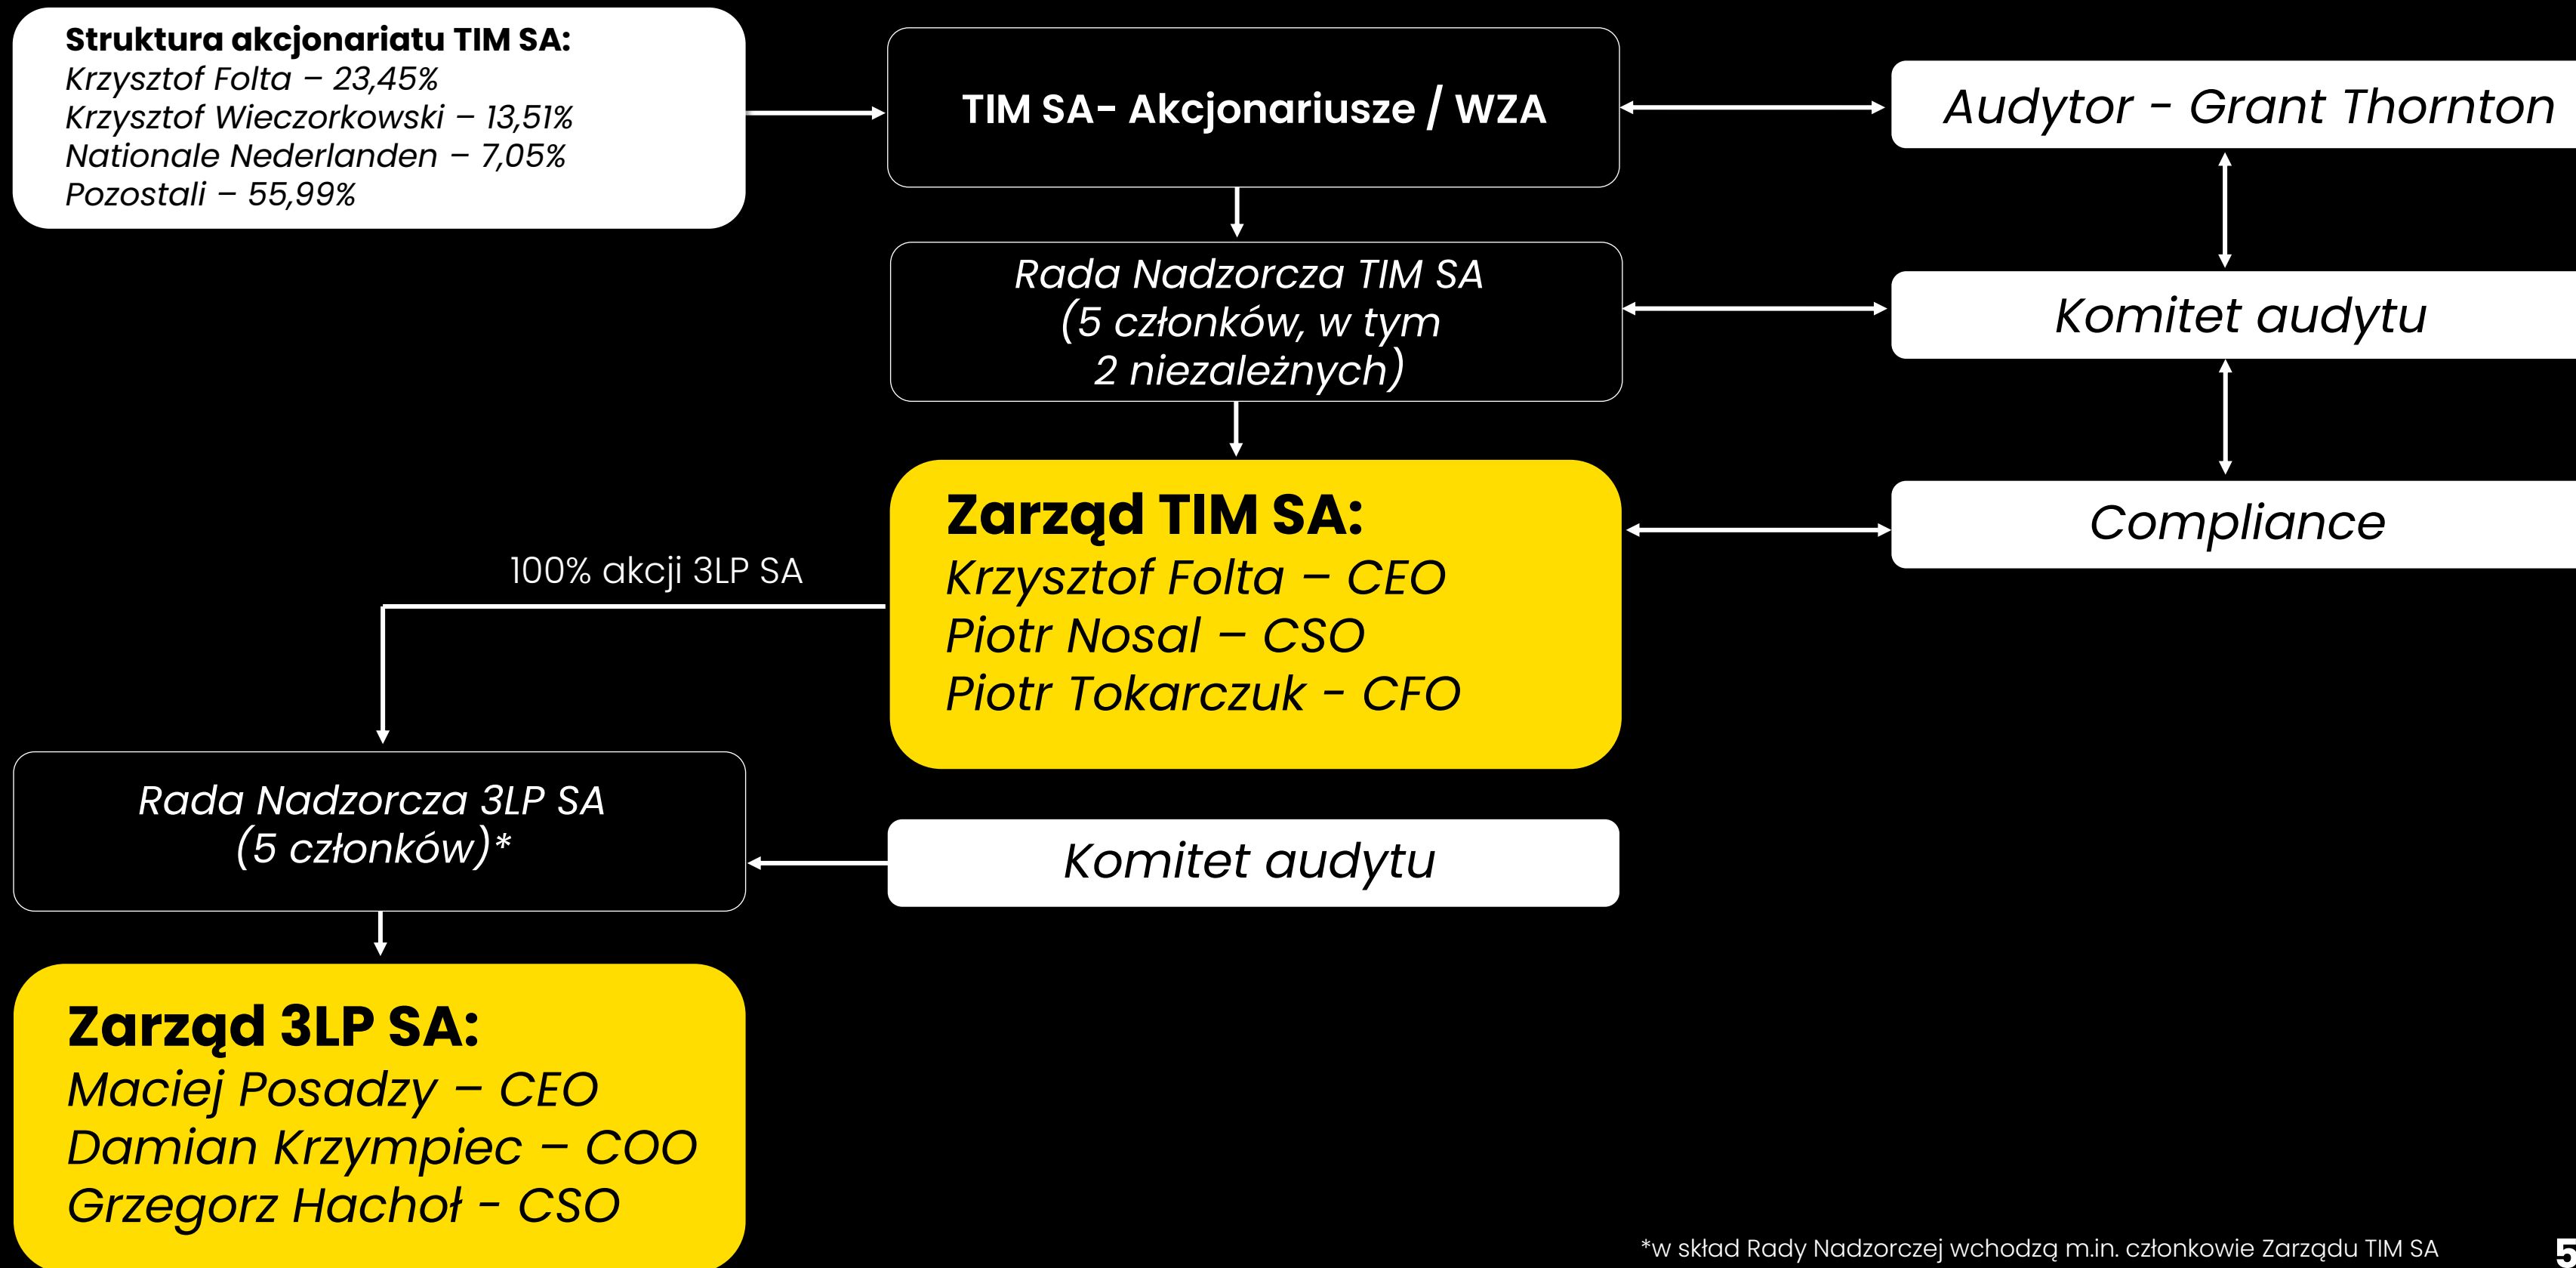 Struktura akcjonariatu TIM SA:
Krzysztof Folta – 23,45%
Krzysztof Wieczorkowski – 13,51%
Nationale Nederlanden – 7,05%
Pozostali – 55,99%
TIM SA- Akcjonariusze / WZA
Audytor - Grant Thornton
Rada Nadzorcza TIM SA
(5 członków, w tym
2 niezależnych)
Komitet audytu
Zarząd TIM SA:
Krzysztof Folta – CEO
Piotr Nosal – CSO
Piotr Tokarczuk - CFO
Compliance
100% akcji 3LP SA
Rada Nadzorcza 3LP SA
(5 członków)*
Komitet audytu
Zarząd 3LP SA:
Maciej Posadzy – CEO
Damian Krzympiec – COO
Grzegorz Hachoł - CSO
*w skład Rady Nadzorczej wchodzą m.in. członkowie Zarządu TIM SA
5